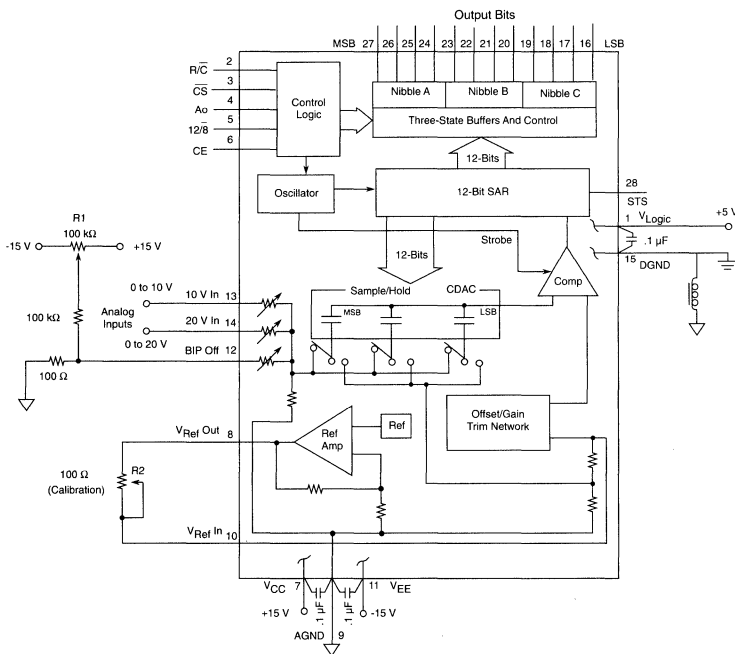 Output Bits
MSB 27 26 25 24 23 22 21 20 19 18 17 16 LSB
Nibble A Nibble B Nibble C
Three-State Buffers And Control
R/C̅ 2
C̅S̅ 3
Ao 4
12/8̅ 5
CE 6
Control
Logic
12-Bits
Oscillator
12-Bit SAR
28
STS
1 VLogic
+5 V
.1 µF
15
DGND
R1
100 kΩ
-15 V
+15 V
Strobe
12-Bits
Comp
Sample/Hold CDAC
MSB
LSB
0 to 10 V
10 V In 13
Analog
Inputs
20 V In 14
0 to 20 V
BIP Off 12
100 kΩ
100 Ω
VRef Out 8
Ref
Amp
Ref
Offset/Gain
Trim Network
100 Ω
(Calibration)
R2
VRef In 10
VCC 7
11 VEE
+15 V
.1 µF
.1 µF
-15 V
AGND 9